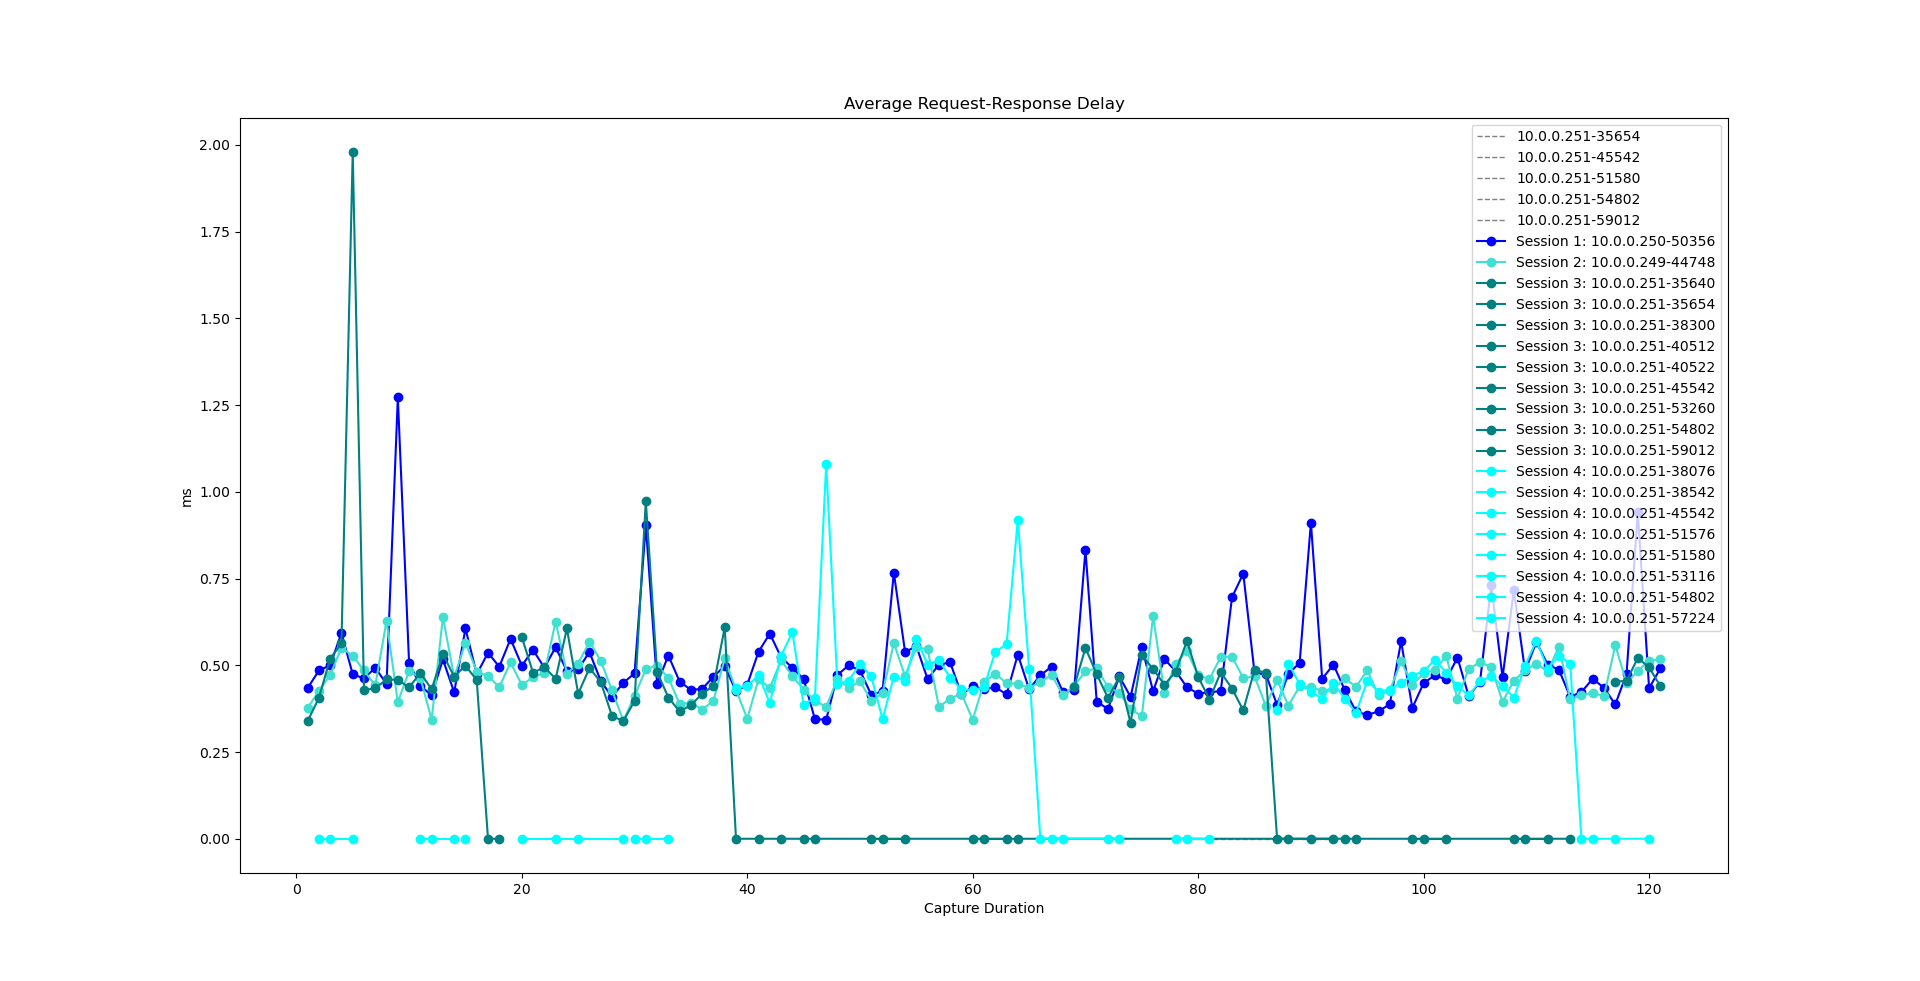 Average Request-Response Delay
2.00
1.75
1.50
1.25
1.00
0.75
0.50
0.25
0.00
ms
0 20 40 60 80 100 120
Capture Duration
10.0.0.251-35654
10.0.0.251-45542
10.0.0.251-51580
10.0.0.251-54802
10.0.0.251-59012
Session 1: 10.0.0.250-50356
Session 2: 10.0.0.249-44748
Session 3: 10.0.0.251-35640
Session 3: 10.0.0.251-35654
Session 3: 10.0.0.251-38300
Session 3: 10.0.0.251-40512
Session 3: 10.0.0.251-40522
Session 3: 10.0.0.251-45542
Session 3: 10.0.0.251-53260
Session 3: 10.0.0.251-54802
Session 3: 10.0.0.251-59012
Session 4: 10.0.0.251-38076
Session 4: 10.0.0.251-38542
Session 4: 10.0.0.251-45542
Session 4: 10.0.0.251-51576
Session 4: 10.0.0.251-51580
Session 4: 10.0.0.251-53116
Session 4: 10.0.0.251-54802
Session 4: 10.0.0.251-57224